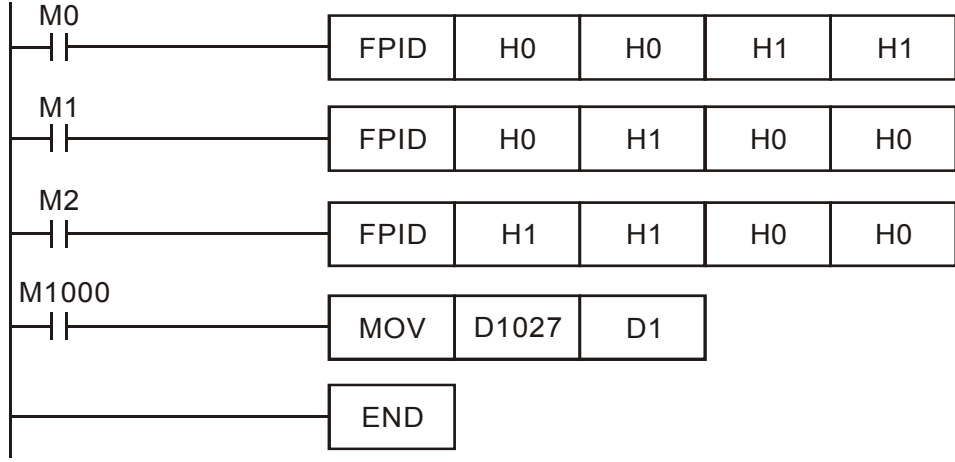 M0
FPID H0 H0 H1 H1
M1
FPID H0 H1 H0 H0
M2
FPID H1 H1 H0 H0
M1000
MOV D1027 D1
END